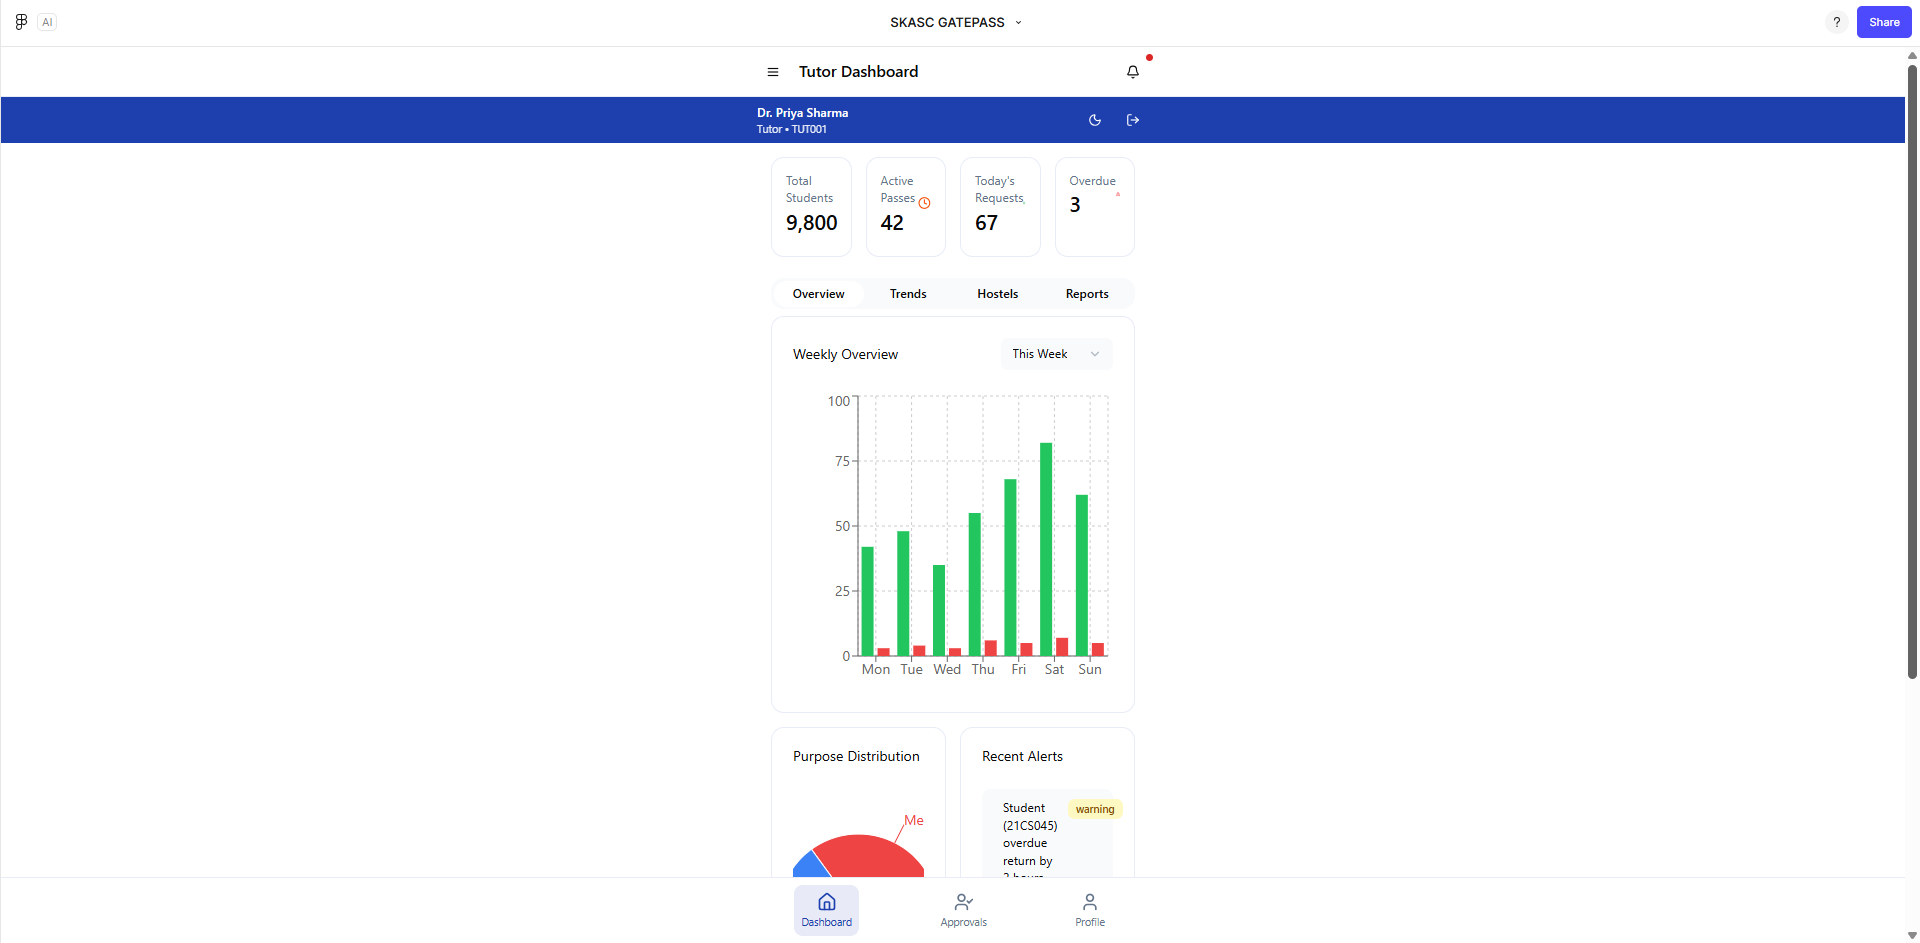 AI
SKASC GATEPASS
?
Share
Tutor Dashboard
Dr. Priya Sharma
Tutor • TUT001
Total
Students
9,800
Active
Passes
42
Today's
Requests
67
Overdue
3
Overview
Trends
Hostels
Reports
Weekly Overview
This Week
100
75
50
25
0
Mon Tue Wed Thu Fri Sat Sun
Purpose Distribution
Me
Recent Alerts
Student
(21CS045)
overdue
return by
warning
Dashboard
Approvals
Profile